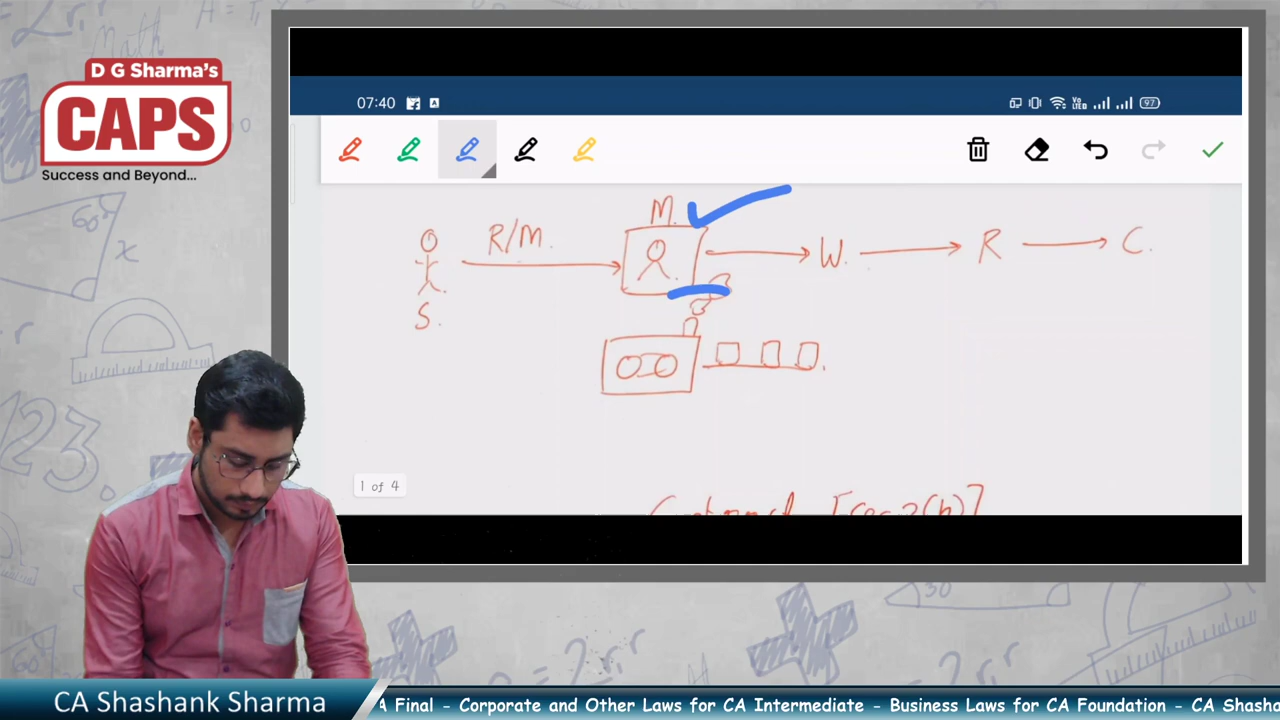 D G Sharma's
CAPS
Success and Beyond...
07:40
97
M.
R/M.
W.
R
C.
S.
1 of 4
CA Shashank Sharma
A Final - Corporate and Other Laws for CA Intermediate - Business Laws for CA Foundation - CA Shasha